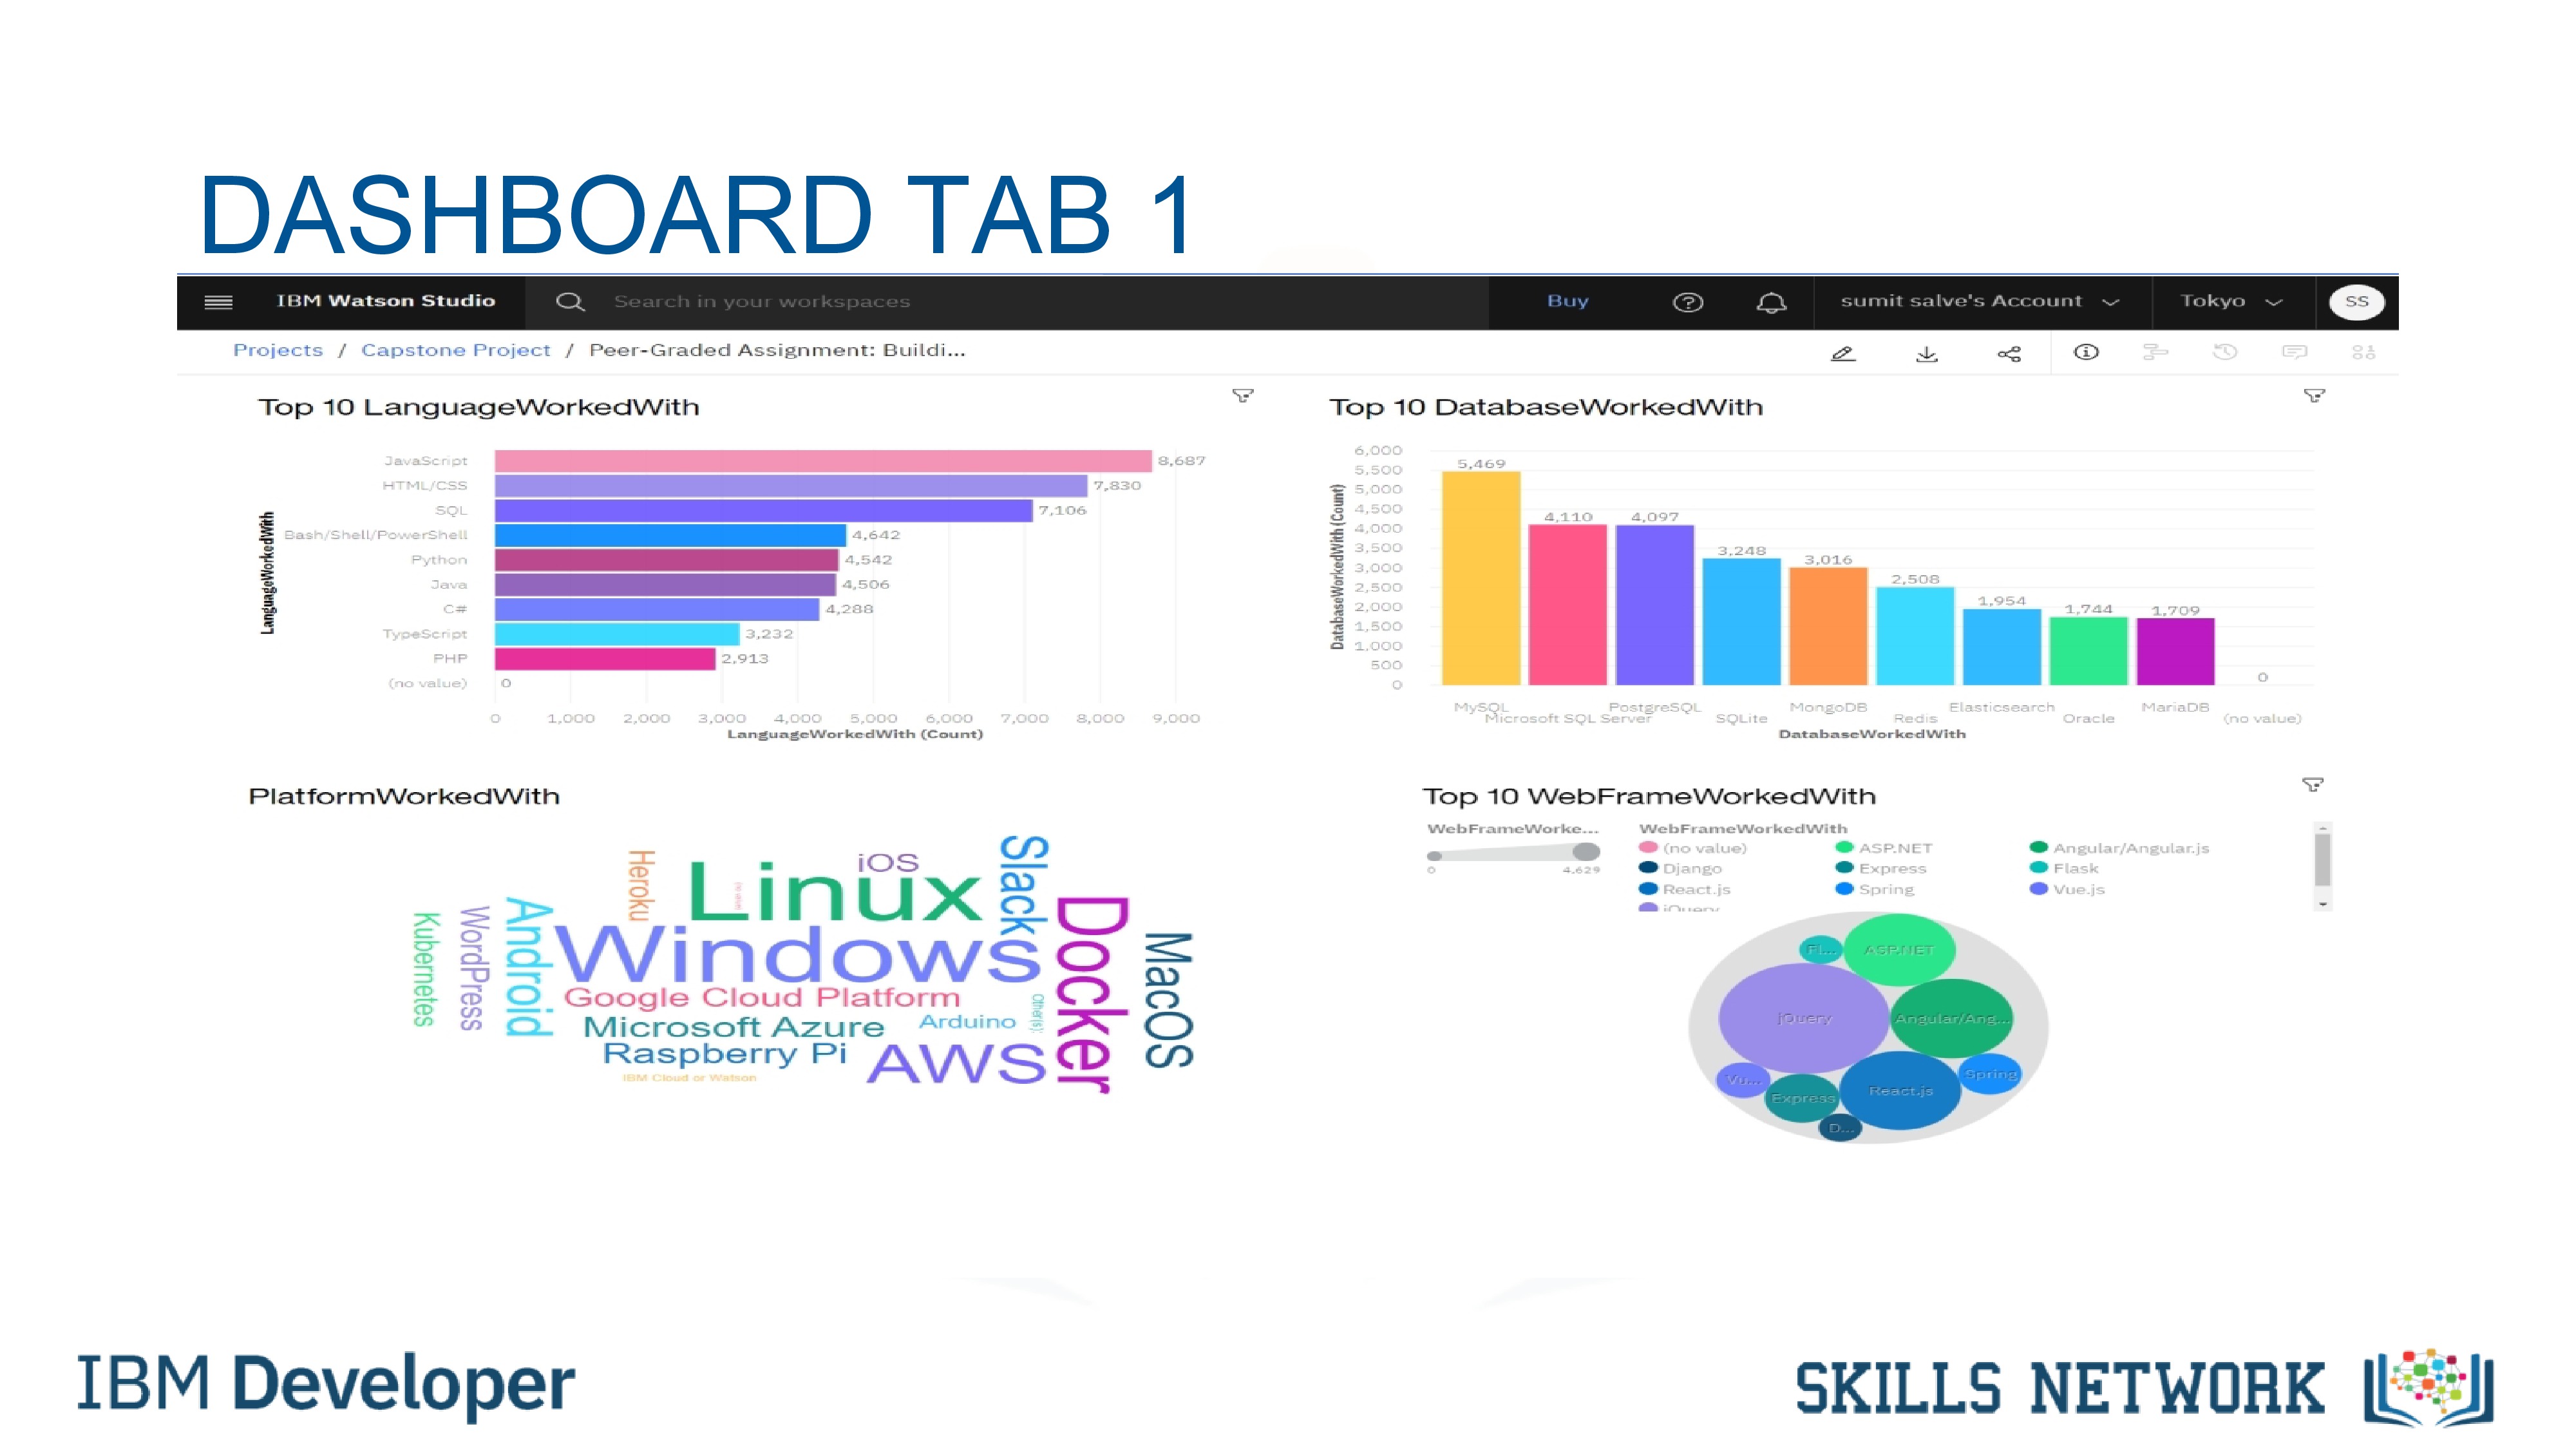 DASHBOARD TAB 1
IBM Watson Studio
Search in your workspaces
Buy
sumit salve's Account
Tokyo
SS
Projects / Capstone Project / Peer-Graded Assignment: Buildi...
Top 10 LanguageWorkedWith
LanguageWorkedWith
JavaScript 8,687
HTML/CSS 7,830
SQL 7,106
Bash/Shell/PowerShell 4,642
Python 4,542
Java 4,506
C# 4,288
TypeScript 3,232
PHP 2,913
(no value) 0
0 1,000 2,000 3,000 4,000 5,000 6,000 7,000 8,000 9,000
LanguageWorkedWith (Count)
Top 10 DatabaseWorkedWith
DatabaseWorkedWith (Count)
6,000
5,500
5,000
4,500
4,000
3,500
3,000
2,500
2,000
1,500
1,000
500
0
5,469
4,110
4,097
3,248
3,016
2,508
1,954
1,744
1,709
0
MySQL
Microsoft SQL Server
PostgreSQL
SQLite
MongoDB
Redis
Elasticsearch
Oracle
MariaDB
(no value)
DatabaseWorkedWith
PlatformWorkedWith
Kubernetes
WordPress
Android
Heroku
Linux
iOS
Slack
Windows
Docker
MacOS
Google Cloud Platform
Microsoft Azure
Arduino
Other(s):
Raspberry Pi
AWS
IBM Cloud or Watson
Top 10 WebFrameWorkedWith
WebFrameWorke...
0 4,629
WebFrameWorkedWith
(no value) ASP.NET Angular/Angular.js
Django Express Flask
React.js Spring Vue.js
jQuery
Fl...
ASP.NET
jQuery
Angular/Ang...
Vu...
Express
React.js
Spring
D...
IBM Developer
SKILLS NETWORK